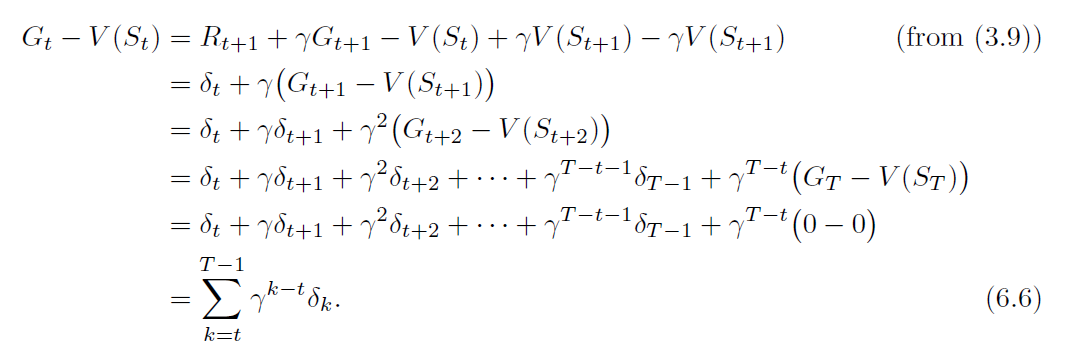 G_t − V(S_t) = R_{t+1} + γG_{t+1} − V(S_t) + γV(S_{t+1}) − γV(S_{t+1}) (from (3.9))
= δ_t + γ(G_{t+1} − V(S_{t+1}))
= δ_t + γδ_{t+1} + γ^2(G_{t+2} − V(S_{t+2}))
= δ_t + γδ_{t+1} + γ^2δ_{t+2} + ··· + γ^{T−t−1}δ_{T−1} + γ^{T−t}(G_T − V(S_T))
= δ_t + γδ_{t+1} + γ^2δ_{t+2} + ··· + γ^{T−t−1}δ_{T−1} + γ^{T−t}(0 − 0)
= ∑_{k=t}^{T−1} γ^{k−t}δ_k. (6.6)